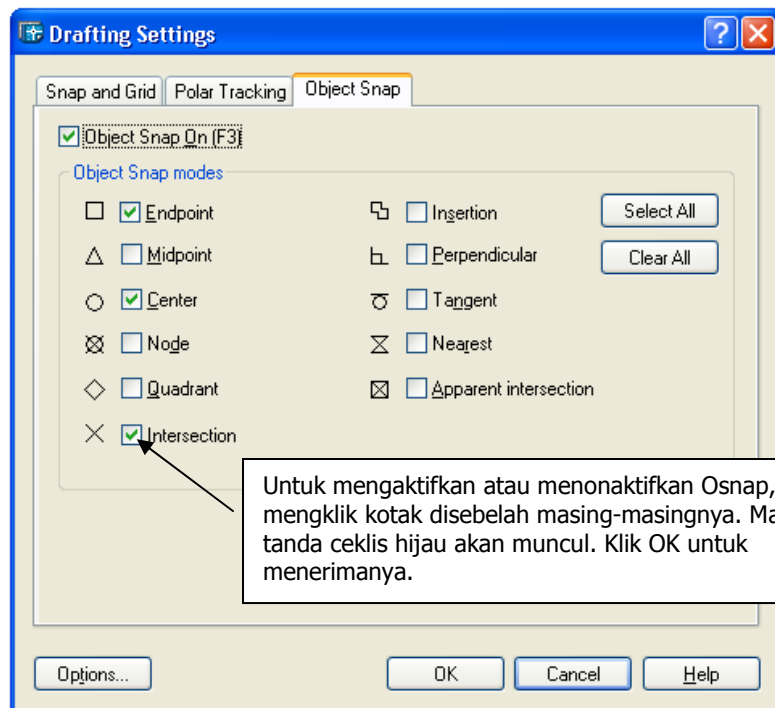 Drafting Settings
Snap and Grid Polar Tracking Object Snap
Object Snap On (F3)
Object Snap modes
Endpoint
Midpoint
Center
Node
Quadrant
Intersection
Insertion
Perpendicular
Tangent
Nearest
Apparent intersection
Select All
Clear All
Untuk mengaktifkan atau menonaktifkan Osnap,
mengklik kotak disebelah masing-masingnya.
tanda ceklis hijau akan muncul. Klik OK untuk
menerimanya.
Options... OK Cancel Help